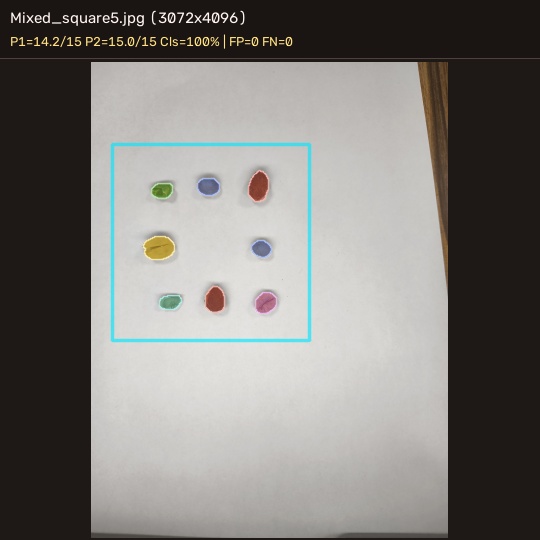 Mixed_square5.jpg (3072x4096)
P1=14.2/15 P2=15.0/15 Cls=100% | FP=0 FN=0